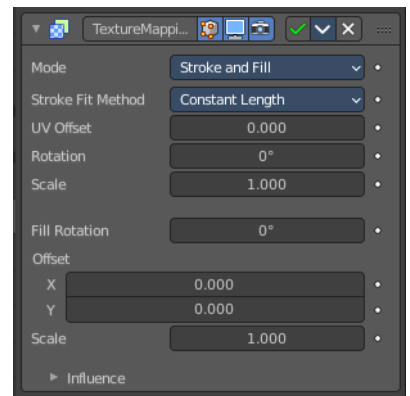 TextureMappi...
Mode Stroke and Fill
Stroke Fit Method Constant Length
UV Offset 0.000
Rotation 0°
Scale 1.000
Fill Rotation 0°
Offset
X 0.000
Y 0.000
Scale 1.000
Influence